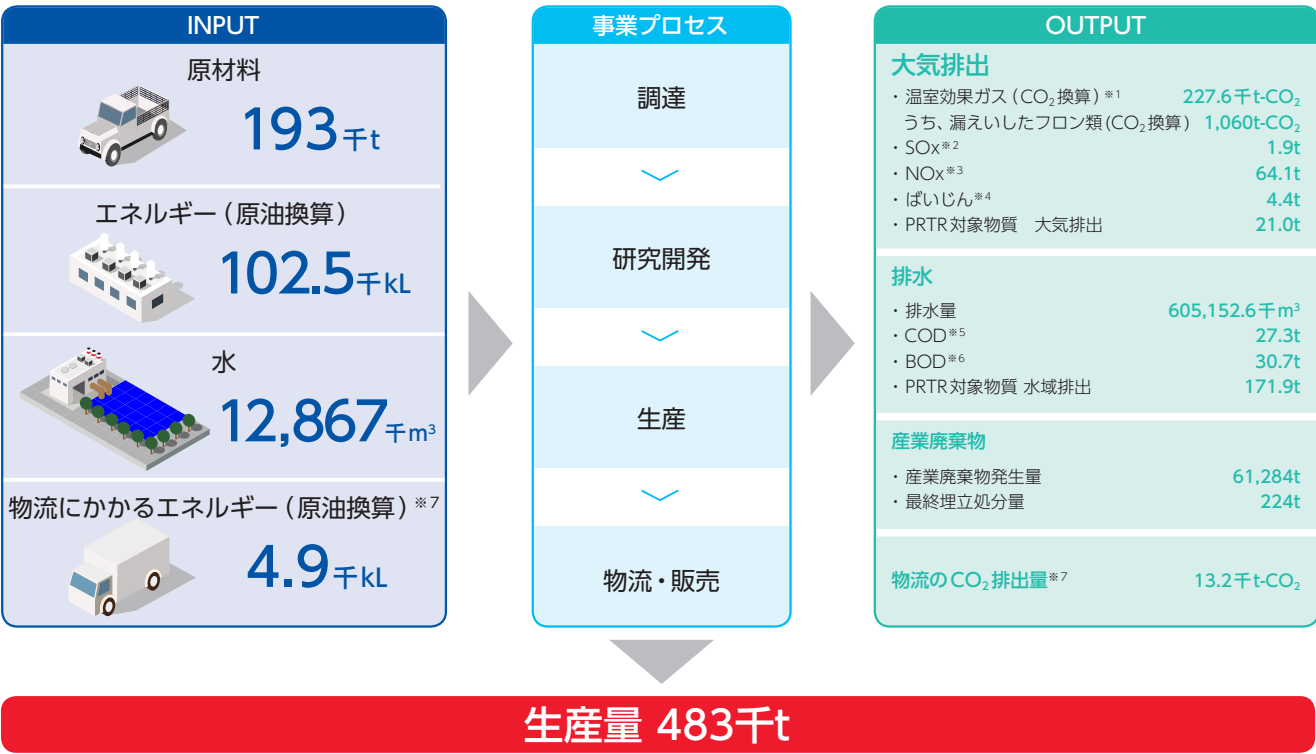 INPUT
原材料
193千t
エネルギー（原油換算）
102.5千kL
水
12,867千m³
物流にかかるエネルギー（原油換算）※7
4.9千kL
事業プロセス
調達
研究開発
生産
物流・販売
OUTPUT
大気排出
・温室効果ガス（CO₂換算）※1 227.6千t-CO₂
うち、漏えいしたフロン類(CO₂換算) 1,060t-CO₂
・SOx※2 1.9t
・NOx※3 64.1t
・ばいじん※4 4.4t
・PRTR対象物質　大気排出 21.0t
排水
・排水量 605,152.6千m³
・COD※5 27.3t
・BOD※6 30.7t
・PRTR対象物質 水域排出 171.9t
産業廃棄物
・産業廃棄物発生量 61,284t
・最終埋立処分量 224t
物流のCO₂排出量※7 13.2千t-CO₂
生産量 483千t